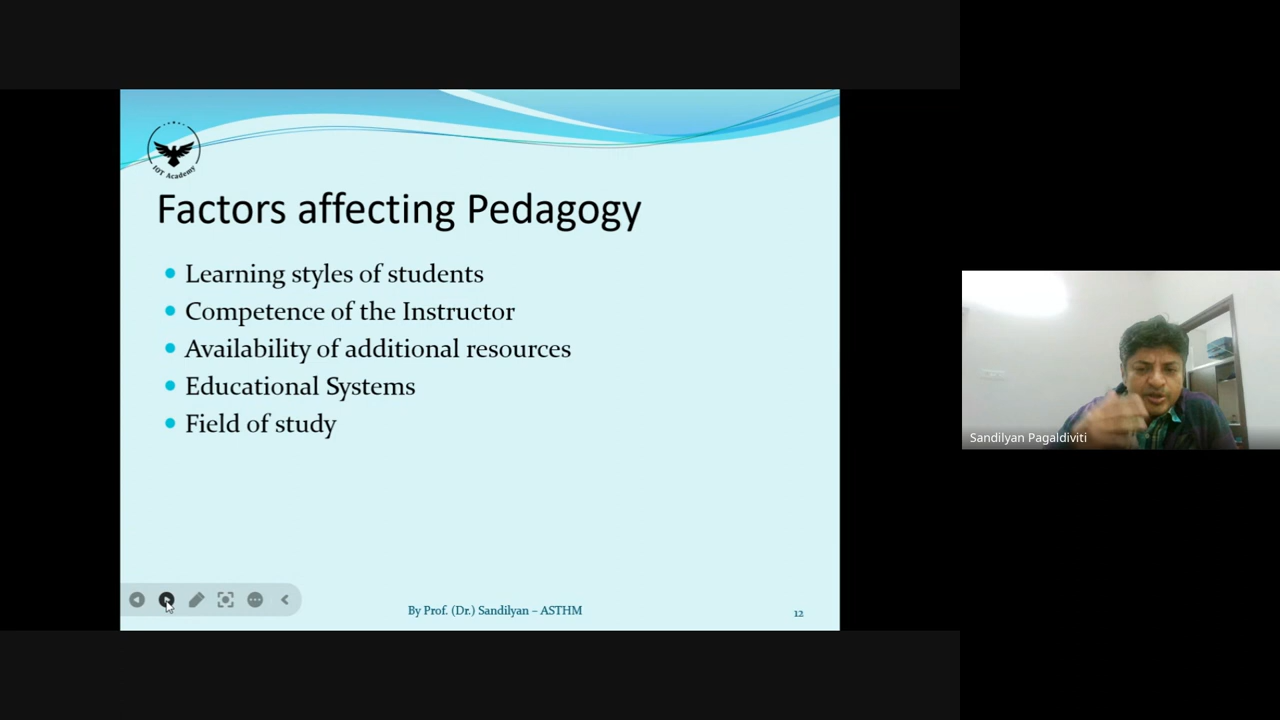 IOT Academy
Factors affecting Pedagogy
Learning styles of students
Competence of the Instructor
Availability of additional resources
Educational Systems
Field of study
By Prof. (Dr.) Sandilyan – ASTHM
12
Sandilyan Pagaldiviti